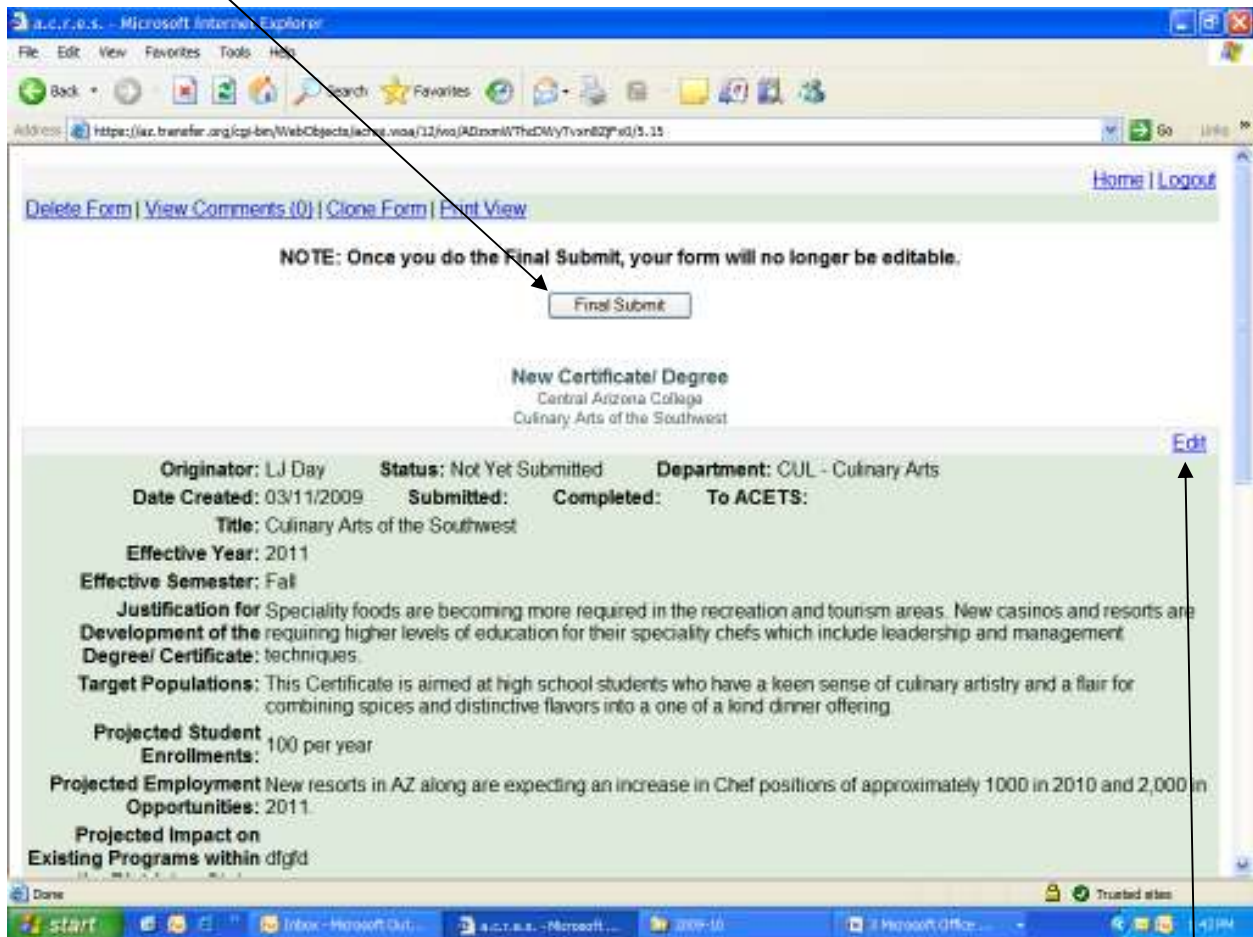 a.c.r.e.s. - Microsoft Internet Explorer
File Edit View Favorites Tools Help
Back Search Favorites
Address Go Links
Home | Logout
Delete Form | View Comments (0) | Clone Form | Print View
NOTE: Once you do the Final Submit, your form will no longer be editable.
Final Submit
New Certificate/ Degree
Central Arizona College
Culinary Arts of the Southwest
Edit
Originator: LJ Day Status: Not Yet Submitted Department: CUL - Culinary Arts
Date Created: 03/11/2009 Submitted: Completed: To ACETS:
Title: Culinary Arts of the Southwest
Effective Year: 2011
Effective Semester: Fall
Justification for Speciality foods are becoming more required in the recreation and tourism areas. New casinos and resorts are
Development of the requiring higher levels of education for their speciality chefs which include leadership and management
Degree/ Certificate: techniques.
Target Populations: This Certificate is aimed at high school students who have a keen sense of culinary artistry and a flair for
combining spices and distinctive flavors into a one of a kind dinner offering.
Projected Student
Enrollments: 100 per year
Projected Employment New resorts in AZ along are expecting an increase in Chef positions of approximately 1000 in 2010 and 2,000 in
Opportunities: 2011.
Projected Impact on
Existing Programs within dfgfd
Done Trusted sites
start Inbox - Microsoft Out... a.c.r.e.s. - Microsoft ... 2009-10 Microsoft Office ...